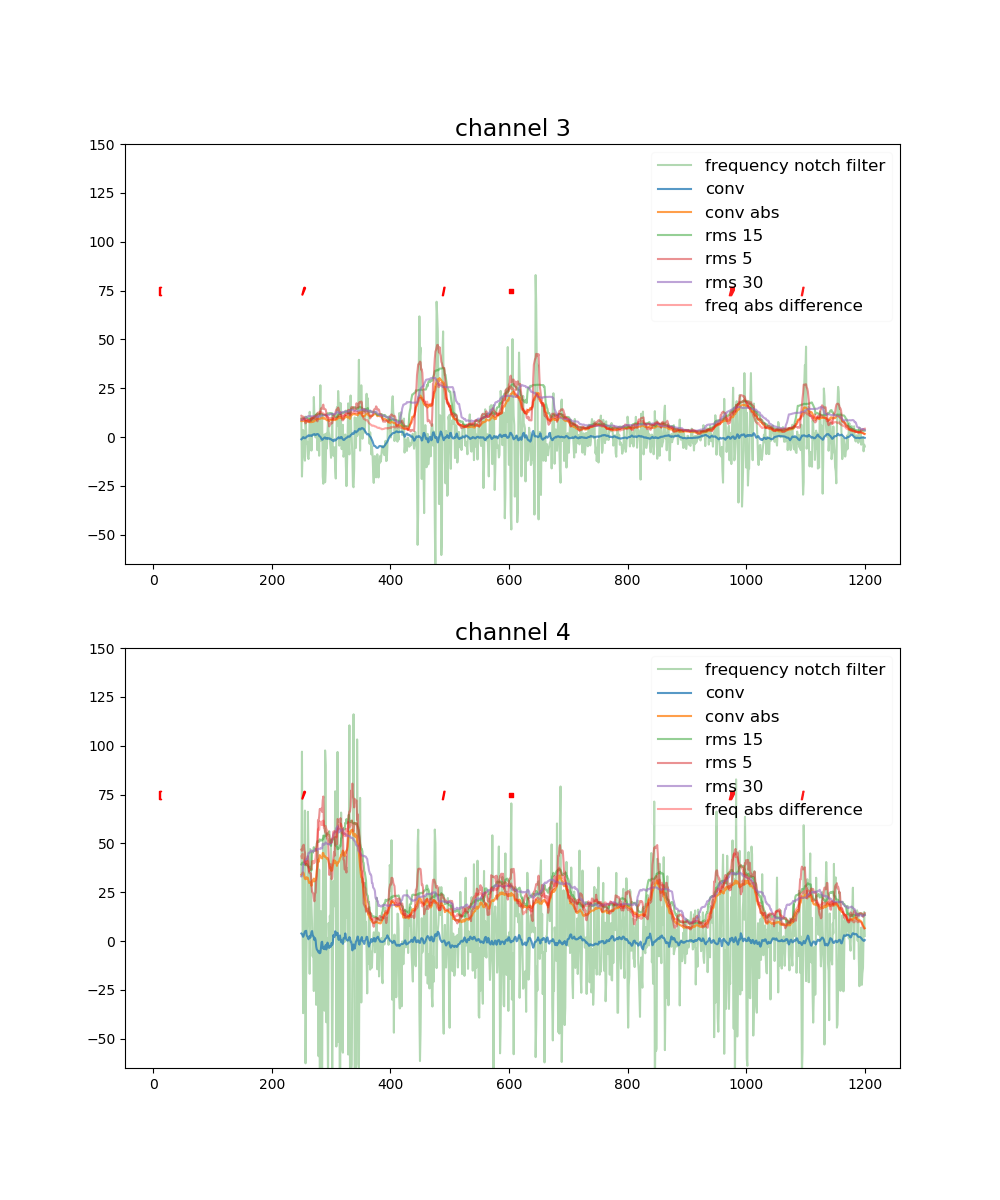 channel 3
150
125
100
75
50
25
0
−25
−50
frequency notch filter
conv
conv abs
rms 15
rms 5
rms 30
freq abs difference
0 200 400 600 800 1000 1200
channel 4
150
125
100
75
50
25
0
−25
−50
frequency notch filter
conv
conv abs
rms 15
rms 5
rms 30
freq abs difference
0 200 400 600 800 1000 1200